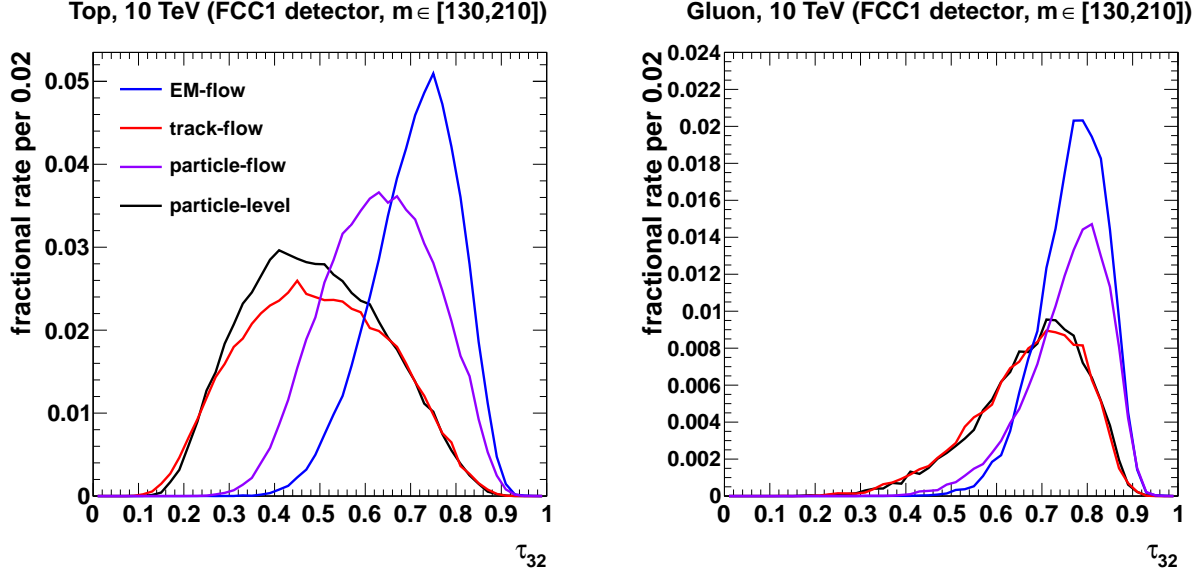 Top, 10 TeV (FCC1 detector, m∈ [130,210])
fractional rate per 0.02
0.05
0.04
0.03
0.02
0.01
0
EM-flow
track-flow
particle-flow
particle-level
0 0.1 0.2 0.3 0.4 0.5 0.6 0.7 0.8 0.9 1
τ32
Gluon, 10 TeV (FCC1 detector, m∈ [130,210])
fractional rate per 0.02
0.024
0.022
0.02
0.018
0.016
0.014
0.012
0.01
0.008
0.006
0.004
0.002
0
0 0.1 0.2 0.3 0.4 0.5 0.6 0.7 0.8 0.9 1
τ32